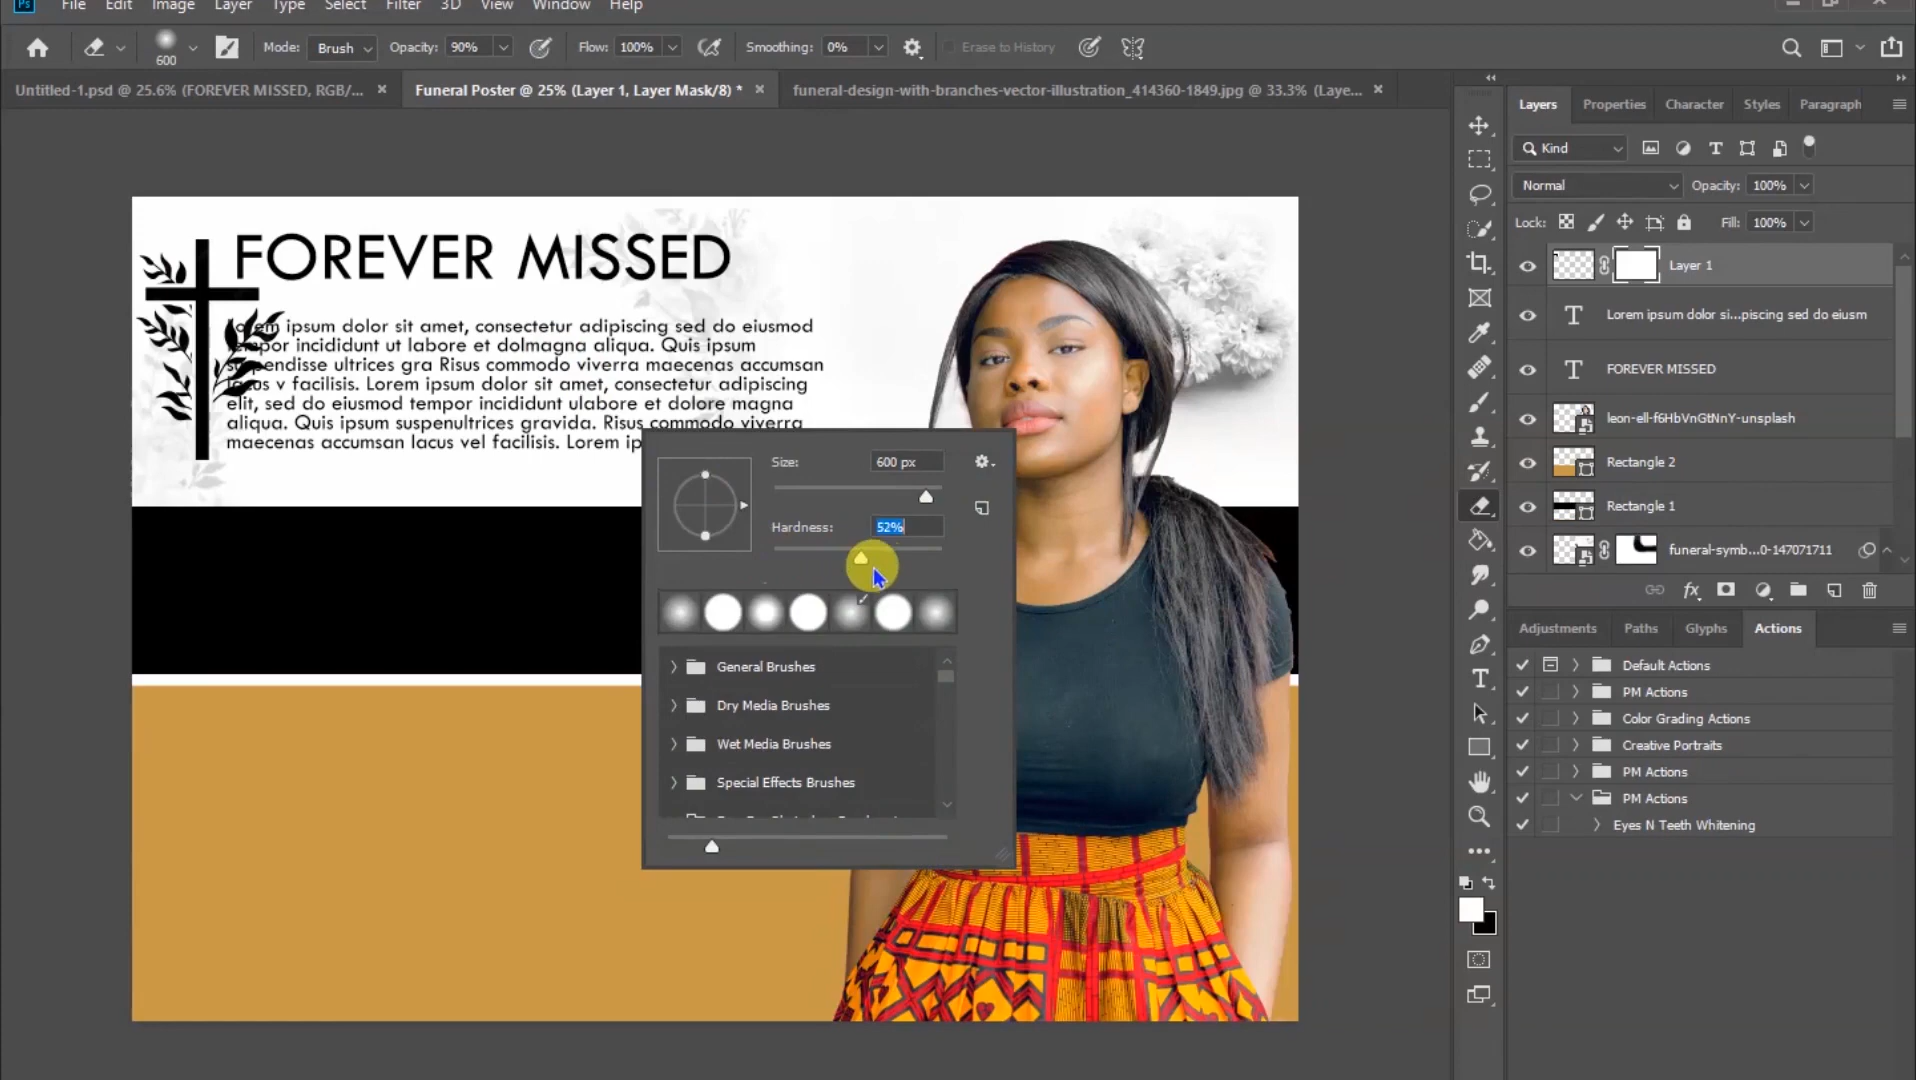 Ps File Edit Image Layer Type Select Filter 3D View Window Help
600 Mode: Brush Opacity: 90% Flow: 100% Smoothing: 0% Erase to History
Untitled-1.psd @ 25.6% (FOREVER MISSED, RGB/... × Funeral Poster @ 25% (Layer 1, Layer Mask/8) * × funeral-design-with-branches-vector-illustration_414360-1849.jpg @ 33.3% (Laye... ×
FOREVER MISSED
ipsum dolor sit amet, consectetur adipiscing sed do eiusmod
incididunt ut labore et dolmagna aliqua. Quis ipsum
ultrices gra Risus commodo viverra maecenas accumsan
v facilisis. Lorem ipsum dolor sit amet, consectetur adipiscing
elit, sed do eiusmod tempor incididunt ulabore et dolore magna
aliqua. Quis ipsum suspenultrices gravida. Risus commodo viverra
maecenas accumsan lacus vel facilisis. Lorem ip
Size: 600 px
Hardness: 52%
General Brushes
Dry Media Brushes
Wet Media Brushes
Special Effects Brushes
Layers Properties Character Styles Paragraph
Kind
Normal Opacity: 100%
Lock: Fill: 100%
Layer 1
T Lorem ipsum dolor si...piscing sed do eiusm
T FOREVER MISSED
leon-ell-f6HbVnGtNnY-unsplash
Rectangle 2
Rectangle 1
funeral-symb...0-147071711
fx
Adjustments Paths Glyphs Actions
Default Actions
PM Actions
Color Grading Actions
Creative Portraits
PM Actions
PM Actions
Eyes N Teeth Whitening